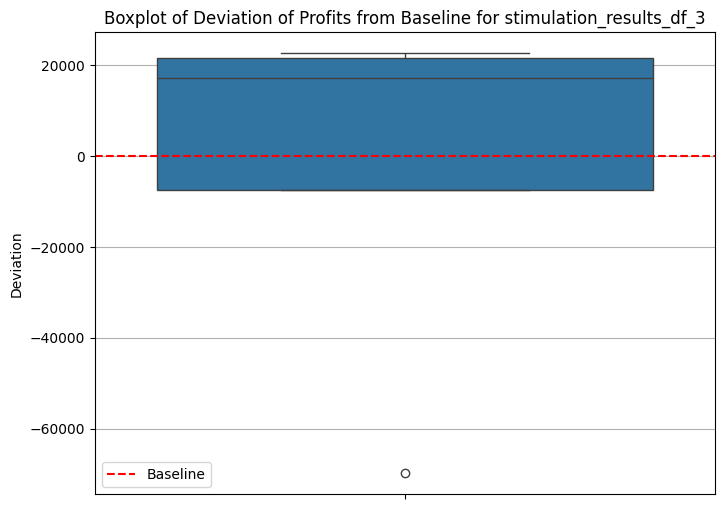 Boxplot of Deviation of Profits from Baseline for stimulation_results_df_3
20000
0
−20000
−40000
−60000
Deviation
Baseline